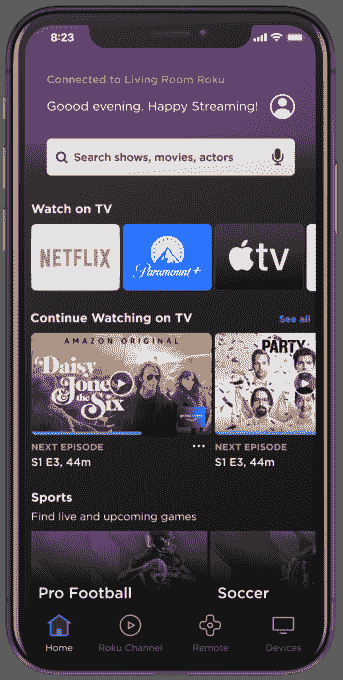 8:23
Connected to Living Room Roku
Goood evening. Happy Streaming!
Search shows, movies, actors
Watch on TV
NETFLIX
Paramount+
tv
Continue Watching on TV
See all
AMAZON ORIGINAL
Daisy
Jones
& the
Six
PARTY
NEXT EPISODE
S1 E3, 44m
NEXT EPISODE
S1 E3, 44m
Sports
Find live and upcoming games
Pro Football
Soccer
Home
Roku Channel
Remote
Devices